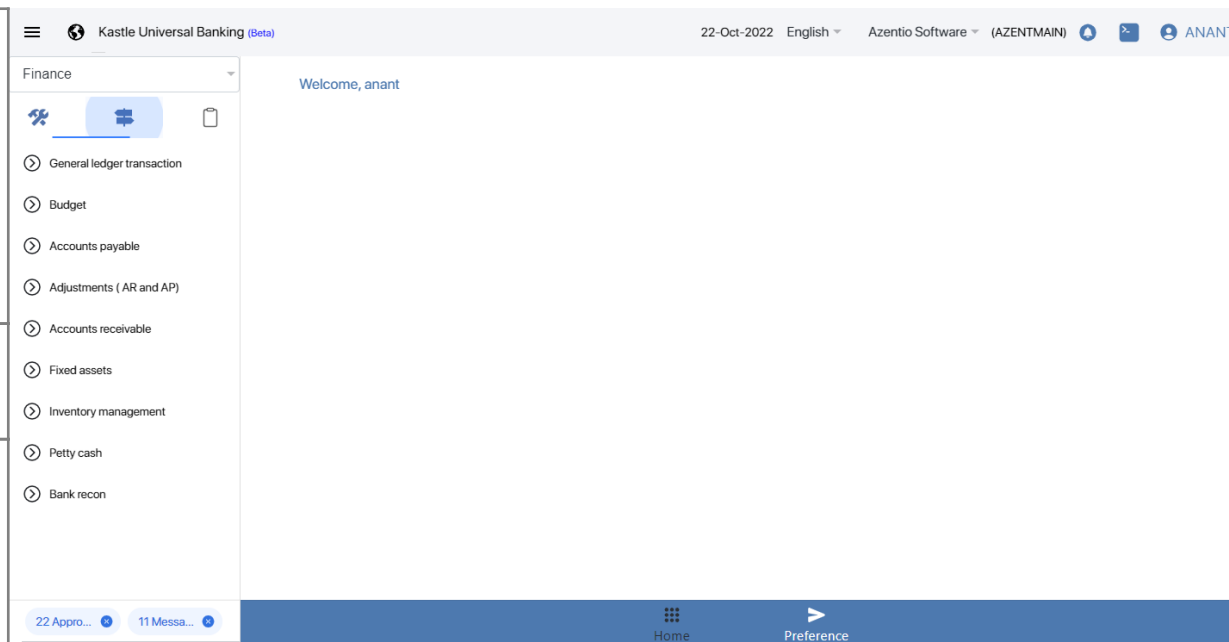 Kastle Universal Banking (Beta)
22-Oct-2022 English Azentio Software (AZENTMAIN) ANANT
Finance
Welcome, anant
General ledger transaction
Budget
Accounts payable
Adjustments ( AR and AP)
Accounts receivable
Fixed assets
Inventory management
Petty cash
Bank recon
22 Appro... 11 Messa...
Home Preference